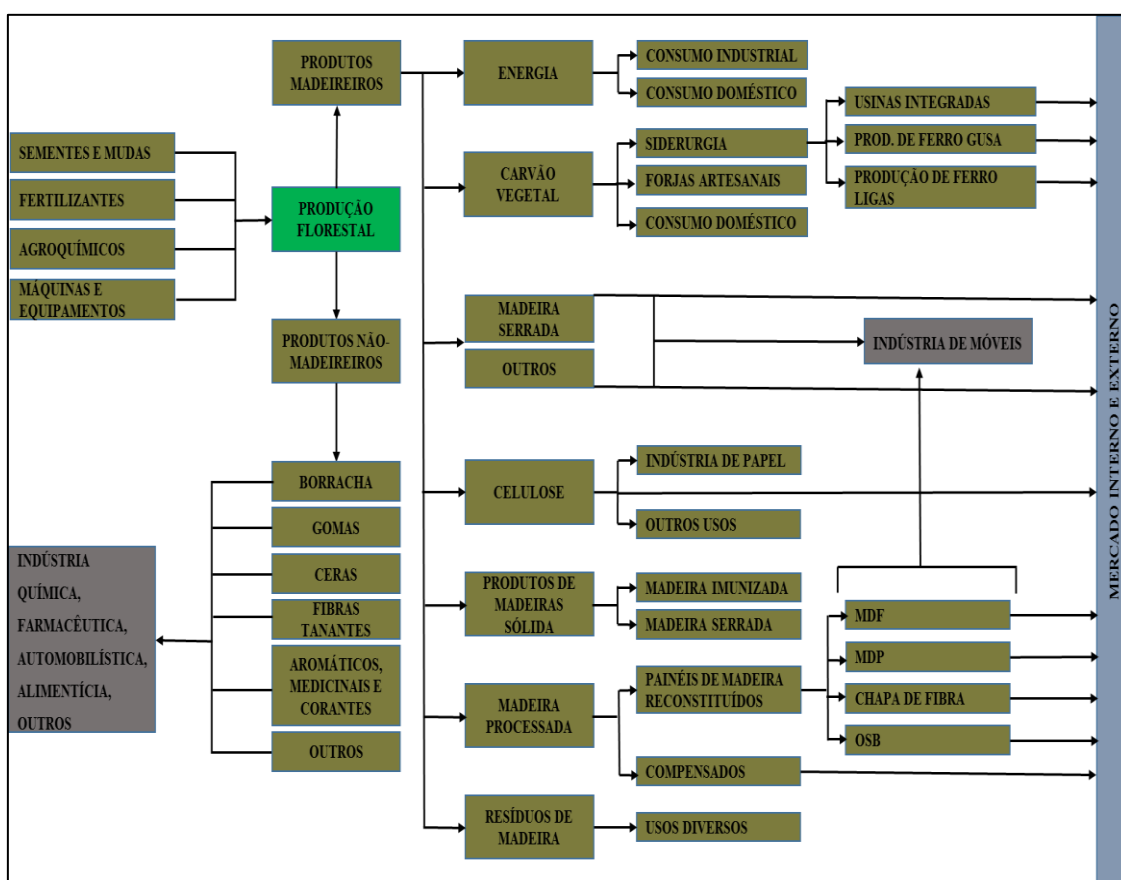 PRODUTOS
MADEIREIROS
SEMENTES E MUDAS
FERTILIZANTES
AGROQUÍMICOS
MÁQUINAS E
EQUIPAMENTOS
PRODUÇÃO
FLORESTAL
PRODUTOS NÃO-
MADEIREIROS
BORRACHA
GOMAS
CERAS
FIBRAS
TANANTES
AROMÁTICOS,
MEDICINAIS E
CORANTES
OUTROS
INDÚSTRIA
QUÍMICA,
FARMACÊUTICA,
AUTOMOBILÍSTICA,
ALIMENTÍCIA,
OUTROS
ENERGIA
CONSUMO INDUSTRIAL
CONSUMO DOMÉSTICO
CARVÃO
VEGETAL
SIDERURGIA
FORJAS ARTESANAIS
CONSUMO DOMÉSTICO
USINAS INTEGRADAS
PROD. DE FERRO GUSA
PRODUÇÃO DE FERRO
LIGAS
MADEIRA
SERRADA
OUTROS
INDÚSTRIA DE MÓVEIS
CELULOSE
INDÚSTRIA DE PAPEL
OUTROS USOS
PRODUTOS DE
MADEIRAS
SÓLIDA
MADEIRA IMUNIZADA
MADEIRA SERRADA
MADEIRA
PROCESSADA
PAINÉIS DE MADEIRA
RECONSTITUÍDOS
COMPENSADOS
MDF
MDP
CHAPA DE FIBRA
OSB
RESÍDUOS DE
MADEIRA
USOS DIVERSOS
MERCADO INTERNO E EXTERNO